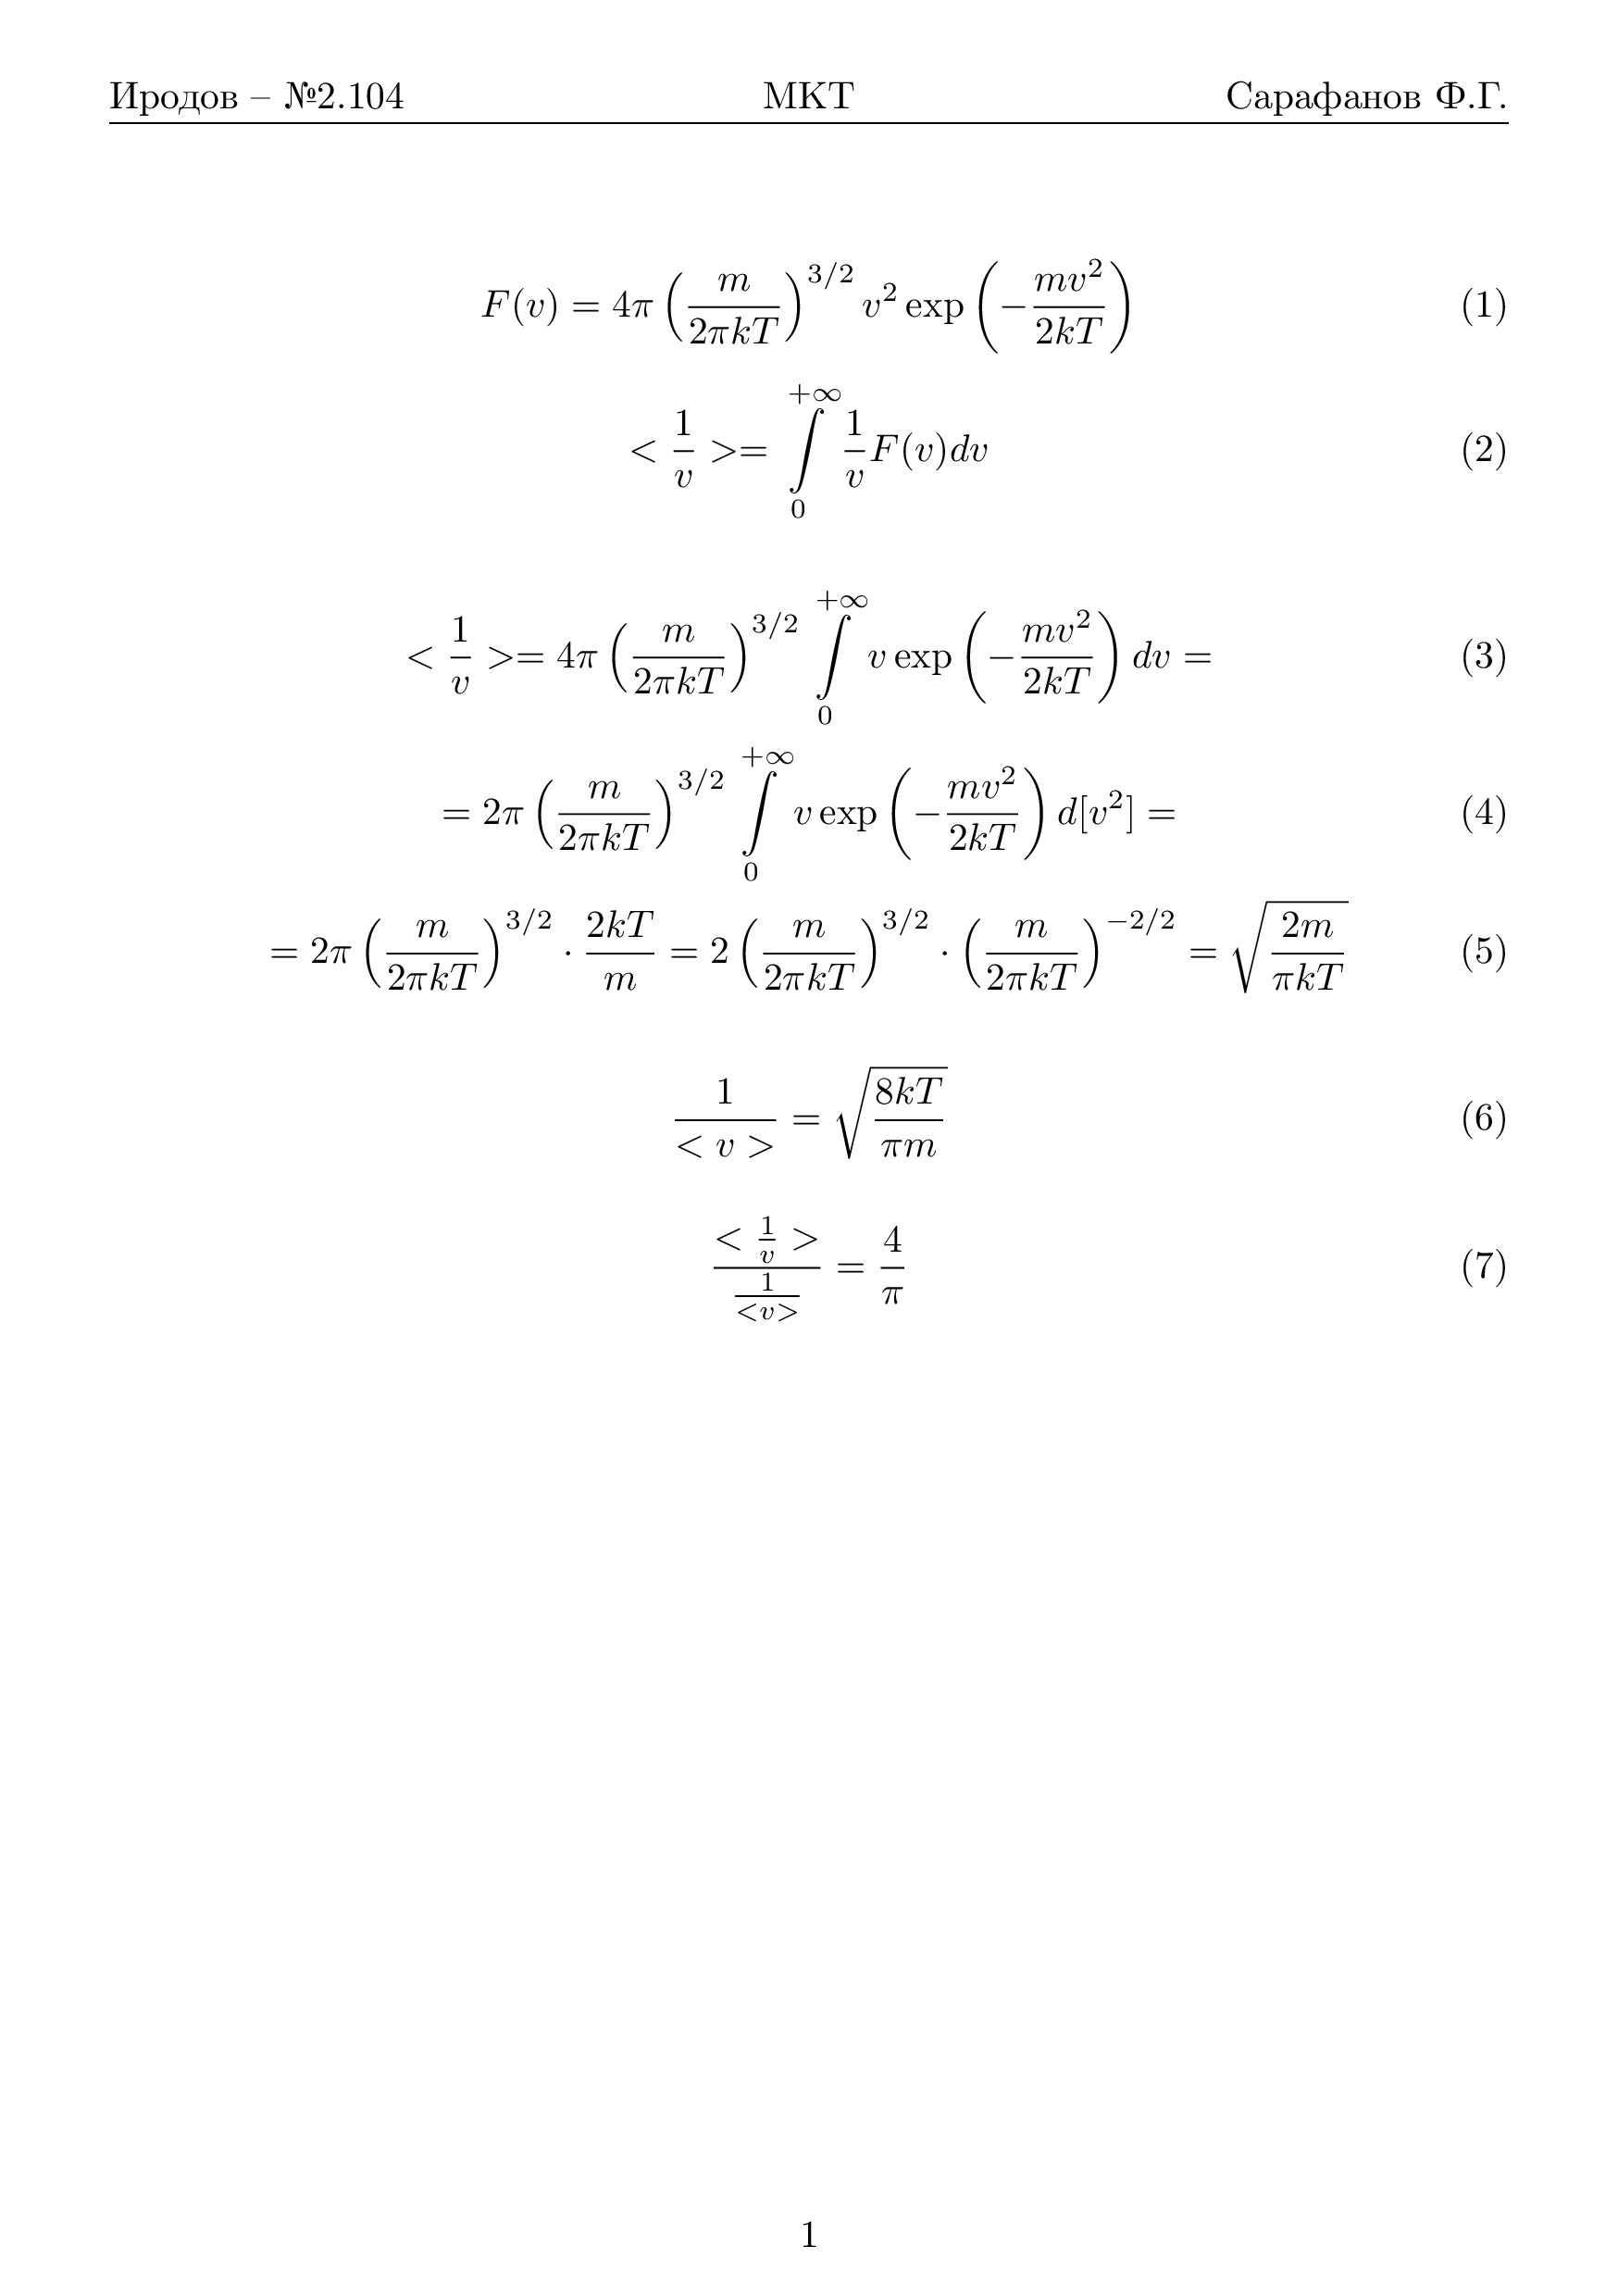 Иродов – №2.104 МКТ Сарафанов Ф.Г.
$F(v) = 4\pi \left(\frac{m}{2\pi kT}\right)^{3/2} v^2 \exp\left(-\frac{mv^2}{2kT}\right)$ (1)
$< \frac{1}{v} >= \int\limits_0^{+\infty} \frac{1}{v} F(v)dv$ (2)
$< \frac{1}{v} >= 4\pi \left(\frac{m}{2\pi kT}\right)^{3/2} \int\limits_0^{+\infty} v \exp\left(-\frac{mv^2}{2kT}\right) dv =$ (3)
$= 2\pi \left(\frac{m}{2\pi kT}\right)^{3/2} \int\limits_0^{+\infty} v \exp\left(-\frac{mv^2}{2kT}\right) d[v^2] =$ (4)
$= 2\pi \left(\frac{m}{2\pi kT}\right)^{3/2} \cdot \frac{2kT}{m} = 2 \left(\frac{m}{2\pi kT}\right)^{3/2} \cdot \left(\frac{m}{2\pi kT}\right)^{-2/2} = \sqrt{\frac{2m}{\pi kT}}$ (5)
$\frac{1}{< v >} = \sqrt{\frac{8kT}{\pi m}}$ (6)
$\frac{< \frac{1}{v} >}{\frac{1}{<v>}} = \frac{4}{\pi}$ (7)
1